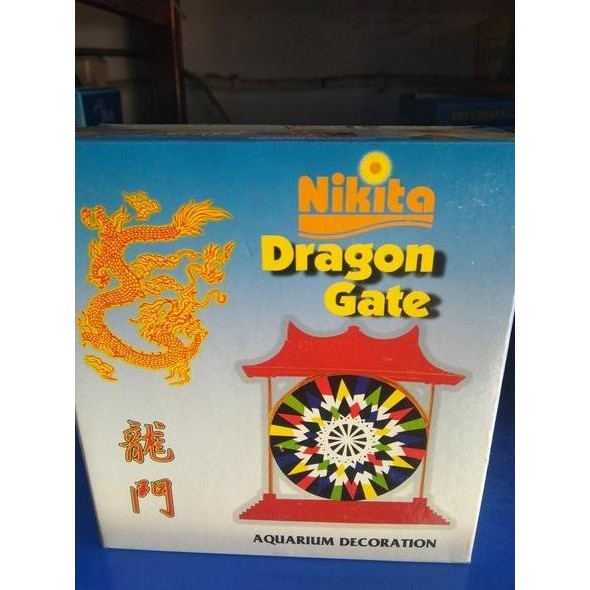 Nikita
Dragon
Gate
龍
門
AQUARIUM DECORATION